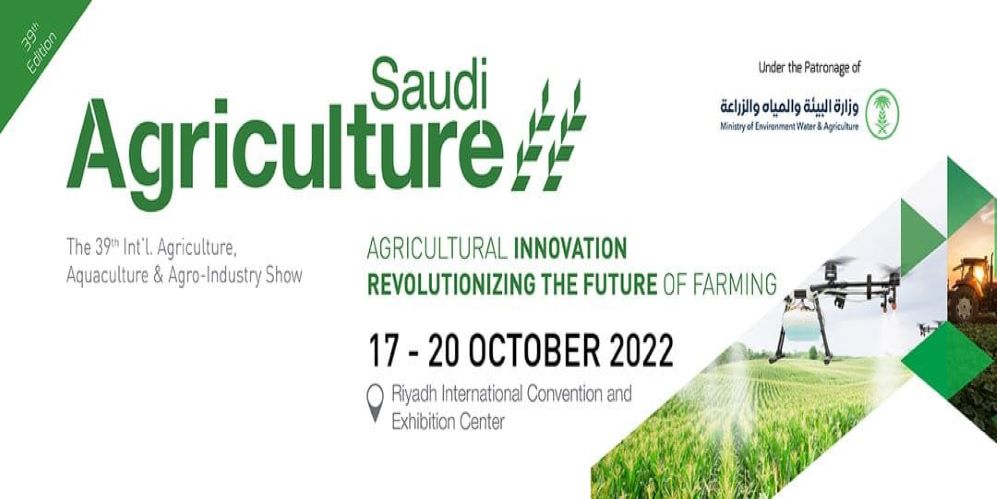 39th Edition
Saudi
Agriculture
Under the Patronage of
وزارة البيئة والمياه والزراعة
Ministry of Environment Water & Agriculture
The 39th Int'l. Agriculture,
Aquaculture & Agro-Industry Show
AGRICULTURAL INNOVATION
REVOLUTIONIZING THE FUTURE OF FARMING
17 - 20 OCTOBER 2022
Riyadh International Convention and
Exhibition Center